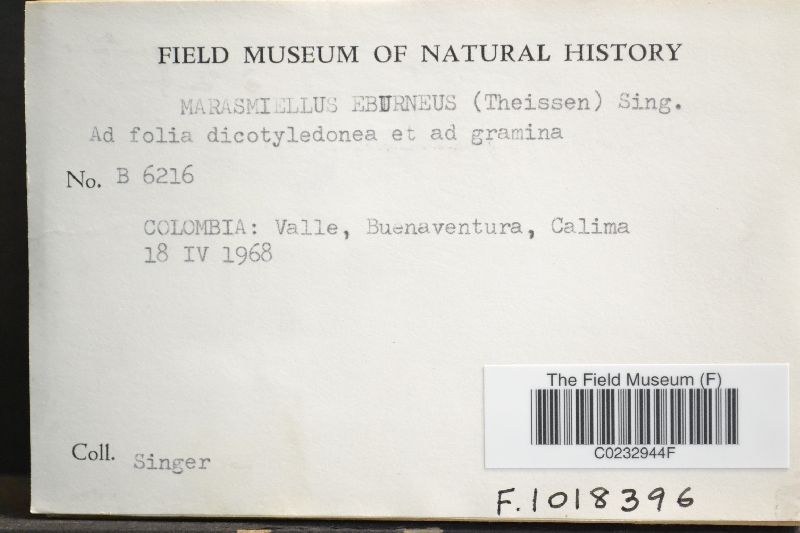 FIELD MUSEUM OF NATURAL HISTORY
MARASMIELLUS EBURNEUS (Theissen) Sing.
Ad folia dicotyledonea et ad gramina
No. B 6216
COLOMBIA: Valle, Buenaventura, Calima
18 IV 1968
The Field Museum (F)
C0232944F
Coll. Singer
F.1018396